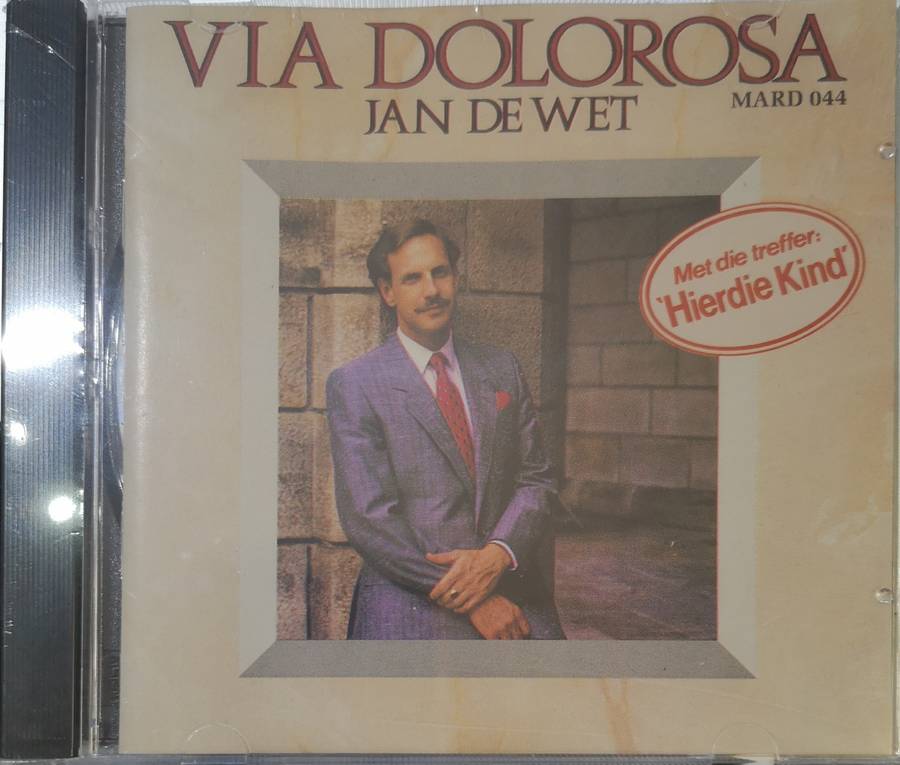 VIA DOLOROSA
JAN DE WET
MARD 044
Met die treffer:
'Hierdie Kind'